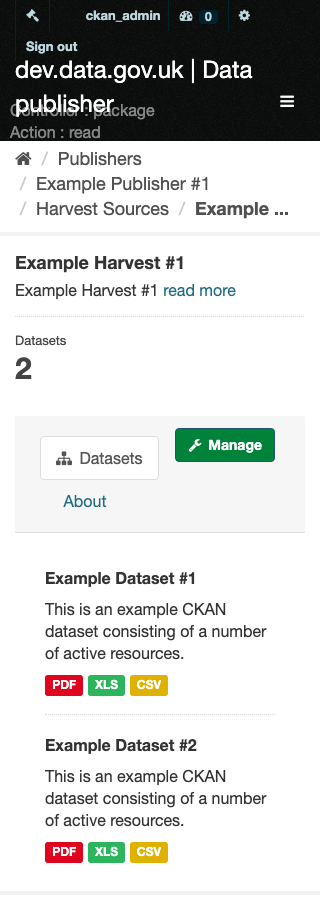 ckan_admin 0
Sign out
dev.data.gov.uk | Data
publisher
Controller : package
Action : read
/ Publishers
/ Example Publisher #1
/ Harvest Sources / Example ...
Example Harvest #1
Example Harvest #1 read more
Datasets
2
Datasets
Manage
About
Example Dataset #1
This is an example CKAN
dataset consisting of a number
of active resources.
PDF XLS CSV
Example Dataset #2
This is an example CKAN
dataset consisting of a number
of active resources.
PDF XLS CSV